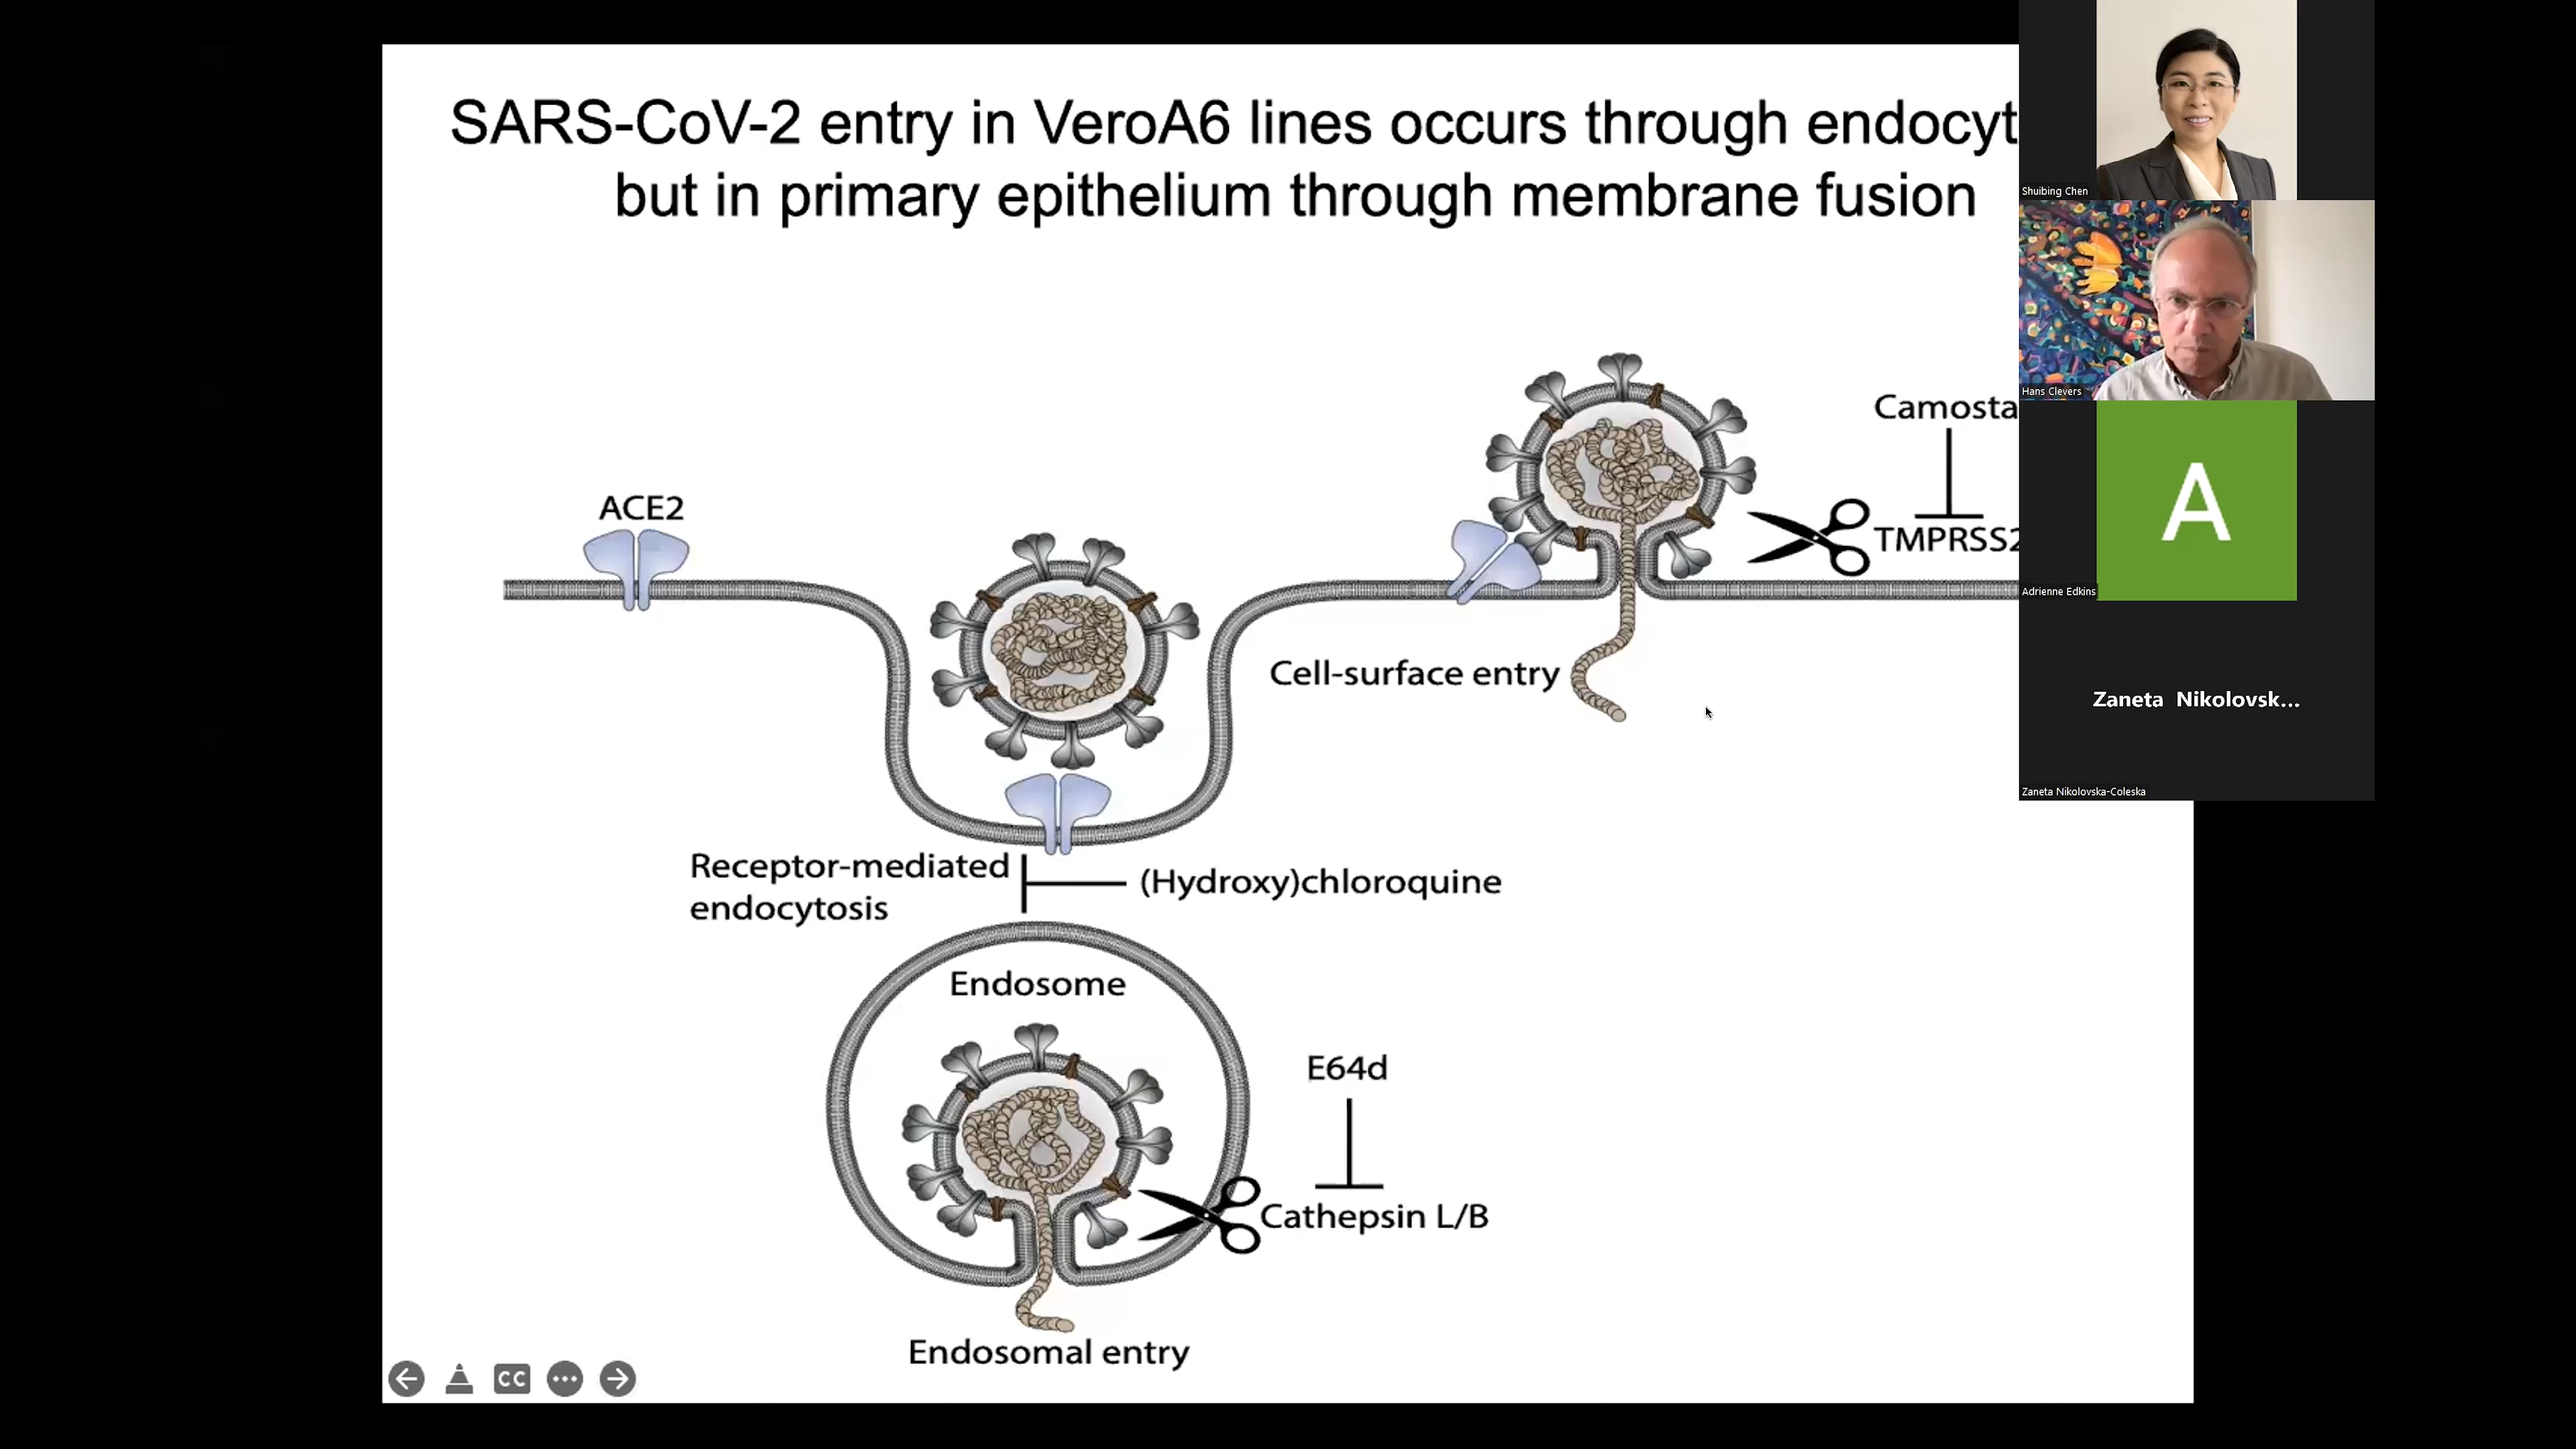 SARS-CoV-2 entry in VeroA6 lines occurs through endocyt
but in primary epithelium through membrane fusion
Shuibing Chen
Hans Clevers
Camosta
ACE2
A
TMPRSS2
Adrienne Edkins
Cell-surface entry
Zaneta Nikolovsk...
Zaneta Nikolovska-Coleska
Receptor-mediated
endocytosis
(Hydroxy)chloroquine
Endosome
E64d
Cathepsin L/B
Endosomal entry
CC